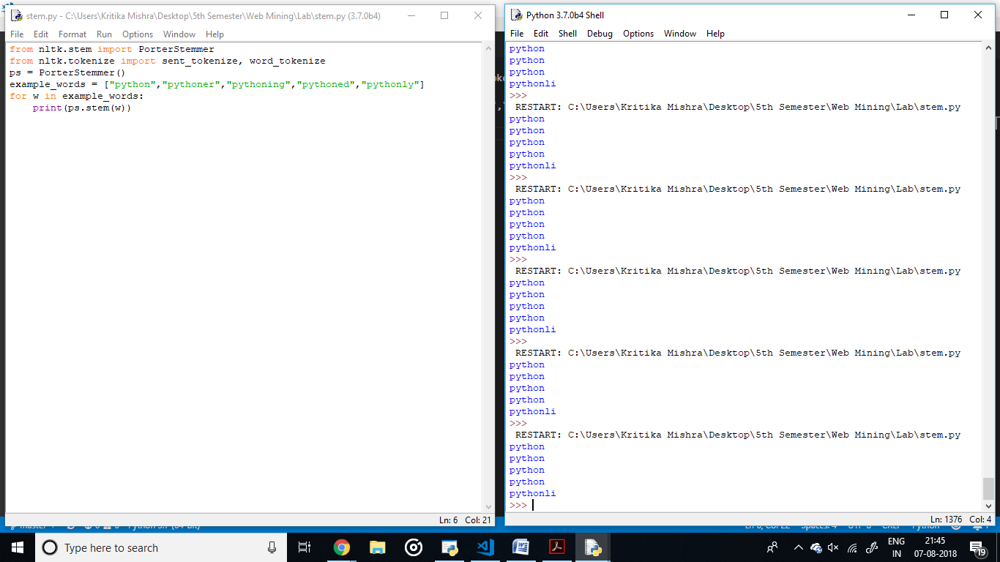 stem.py - C:\Users\Kritika Mishra\Desktop\5th Semester\Web Mining\Lab\stem.py (3.7.0b4)
File Edit Format Run Options Window Help
from nltk.stem import PorterStemmer
from nltk.tokenize import sent_tokenize, word_tokenize
ps = PorterStemmer()
example_words = ["python","pythoner","pythoning","pythoned","pythonly"]
for w in example_words:
    print(ps.stem(w))
Ln: 6 Col: 21
Python 3.7.0b4 Shell
File Edit Shell Debug Options Window Help
python
python
python
pythonli
>>>
 RESTART: C:\Users\Kritika Mishra\Desktop\5th Semester\Web Mining\Lab\stem.py
python
python
python
python
pythonli
>>>
 RESTART: C:\Users\Kritika Mishra\Desktop\5th Semester\Web Mining\Lab\stem.py
python
python
python
python
pythonli
>>>
 RESTART: C:\Users\Kritika Mishra\Desktop\5th Semester\Web Mining\Lab\stem.py
python
python
python
python
pythonli
>>>
 RESTART: C:\Users\Kritika Mishra\Desktop\5th Semester\Web Mining\Lab\stem.py
python
python
python
python
pythonli
>>>
 RESTART: C:\Users\Kritika Mishra\Desktop\5th Semester\Web Mining\Lab\stem.py
python
python
python
python
pythonli
>>>
Ln: 1376 Col: 4
Type here to search
ENG
IN
21:45
07-08-2018
19